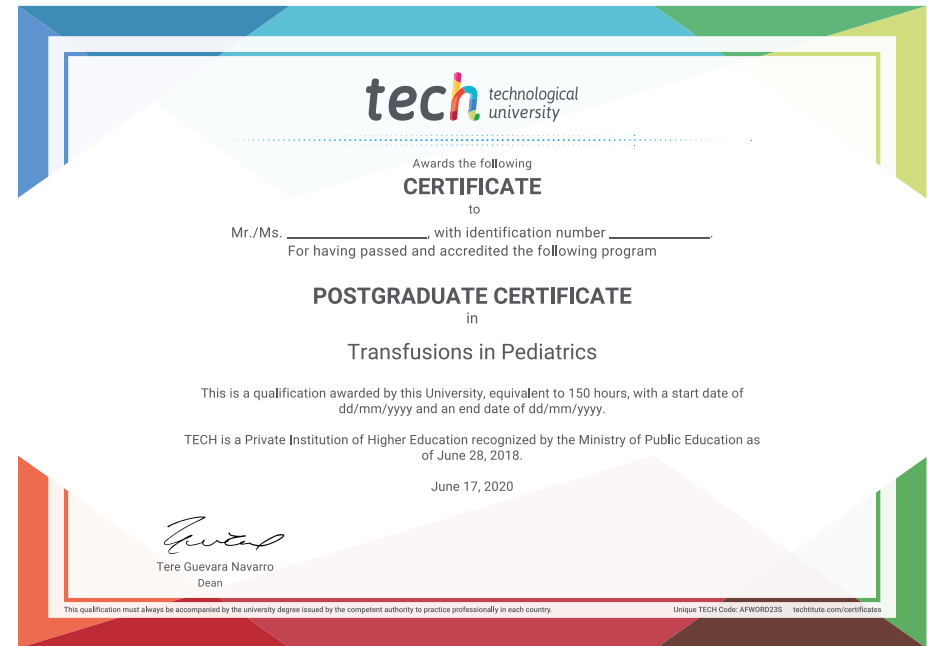 tech technological
university
Awards the following
CERTIFICATE
to
Mr./Ms. ________________, with identification number ____________.
For having passed and accredited the following program
POSTGRADUATE CERTIFICATE
in
Transfusions in Pediatrics
This is a qualification awarded by this University, equivalent to 150 hours, with a start date of
dd/mm/yyyy and an end date of dd/mm/yyyy.
TECH is a Private Institution of Higher Education recognized by the Ministry of Public Education as
of June 28, 2018.
June 17, 2020
Tere Guevara Navarro
Dean
This qualification must always be accompanied by the university degree issued by the competent authority to practice professionally in each country.
Unique TECH Code: AFWORD23S techtitute.com/certificates